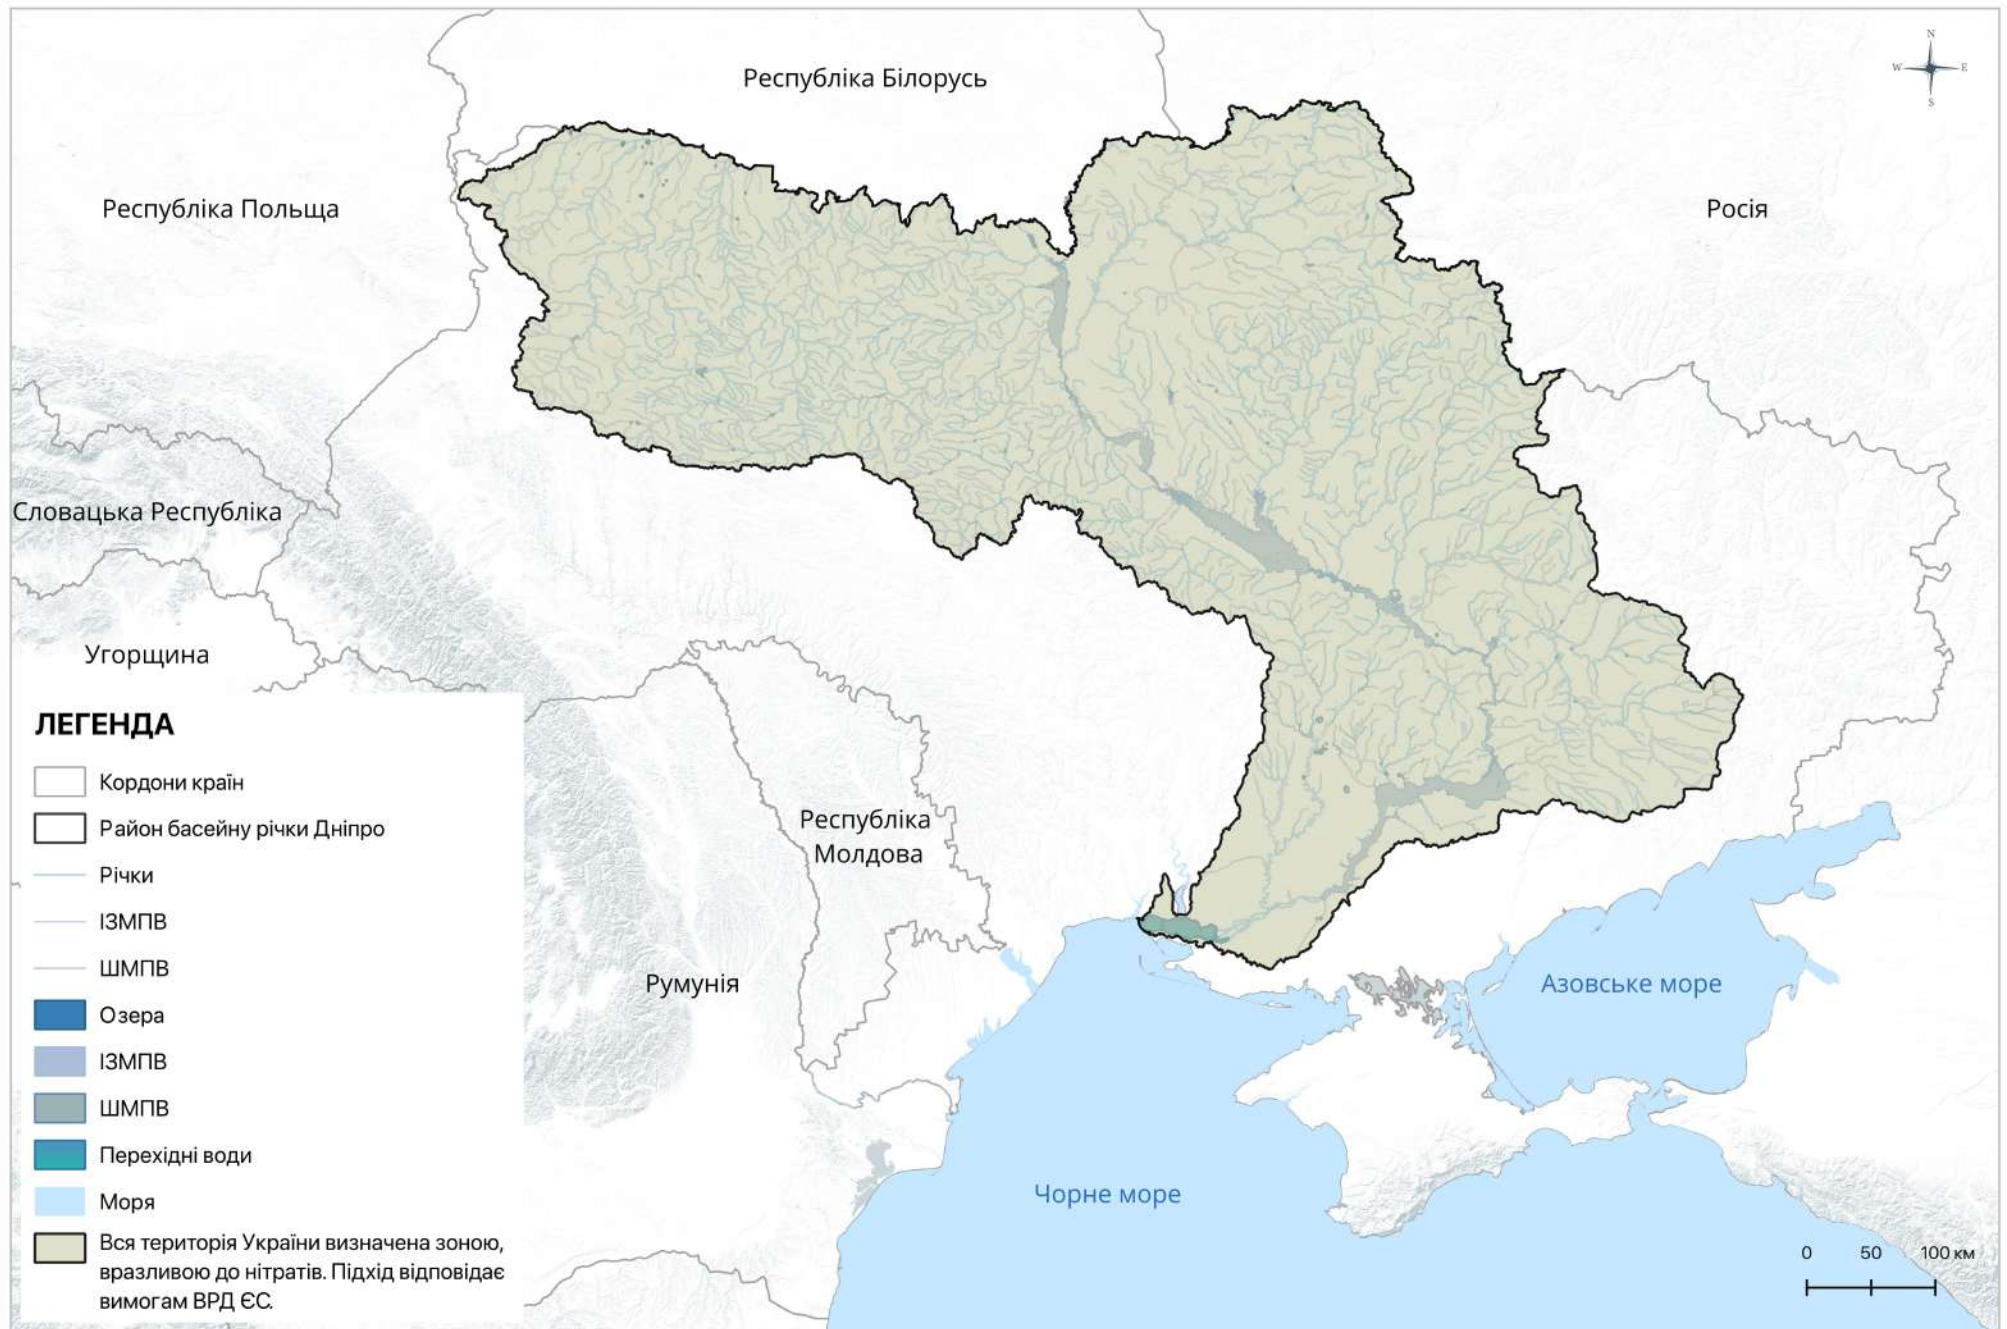 N
W E
S
Республіка Білорусь
Республіка Польща
Росія
Словацька Республіка
Угорщина
ЛЕГЕНДА
Кордони країн
Район басейну річки Дніпро
Річки
ІЗМПВ
ШМПВ
Озера
ІЗМПВ
ШМПВ
Перехідні води
Моря
Вся територія України визначена зоною,
вразливою до нітратів. Підхід відповідає
вимогам ВРД ЄС.
Республіка
Молдова
Румунія
Азовське море
Чорне море
0 50 100 км